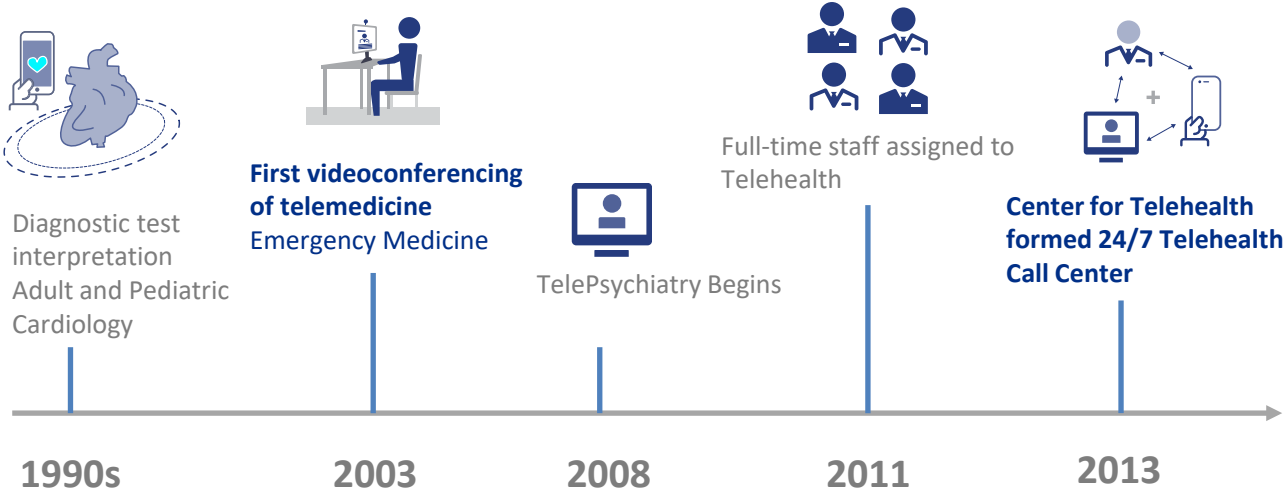 Diagnostic test
interpretation
Adult and Pediatric
Cardiology
First videoconferencing
of telemedicine
Emergency Medicine
TelePsychiatry Begins
Full-time staff assigned to
Telehealth
+
Center for Telehealth
formed 24/7 Telehealth
Call Center
1990s
2003
2008
2011
2013